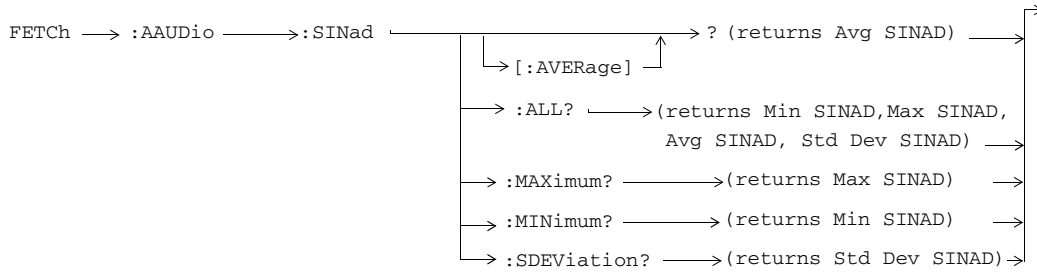 FETCh :AAUDio :SINad ? (returns Avg SINAD)
[:AVERage]
:ALL? (returns Min SINAD,Max SINAD,
Avg SINAD, Std Dev SINAD)
:MAXimum? (returns Max SINAD)
:MINimum? (returns Min SINAD)
:SDEViation? (returns Std Dev SINAD)